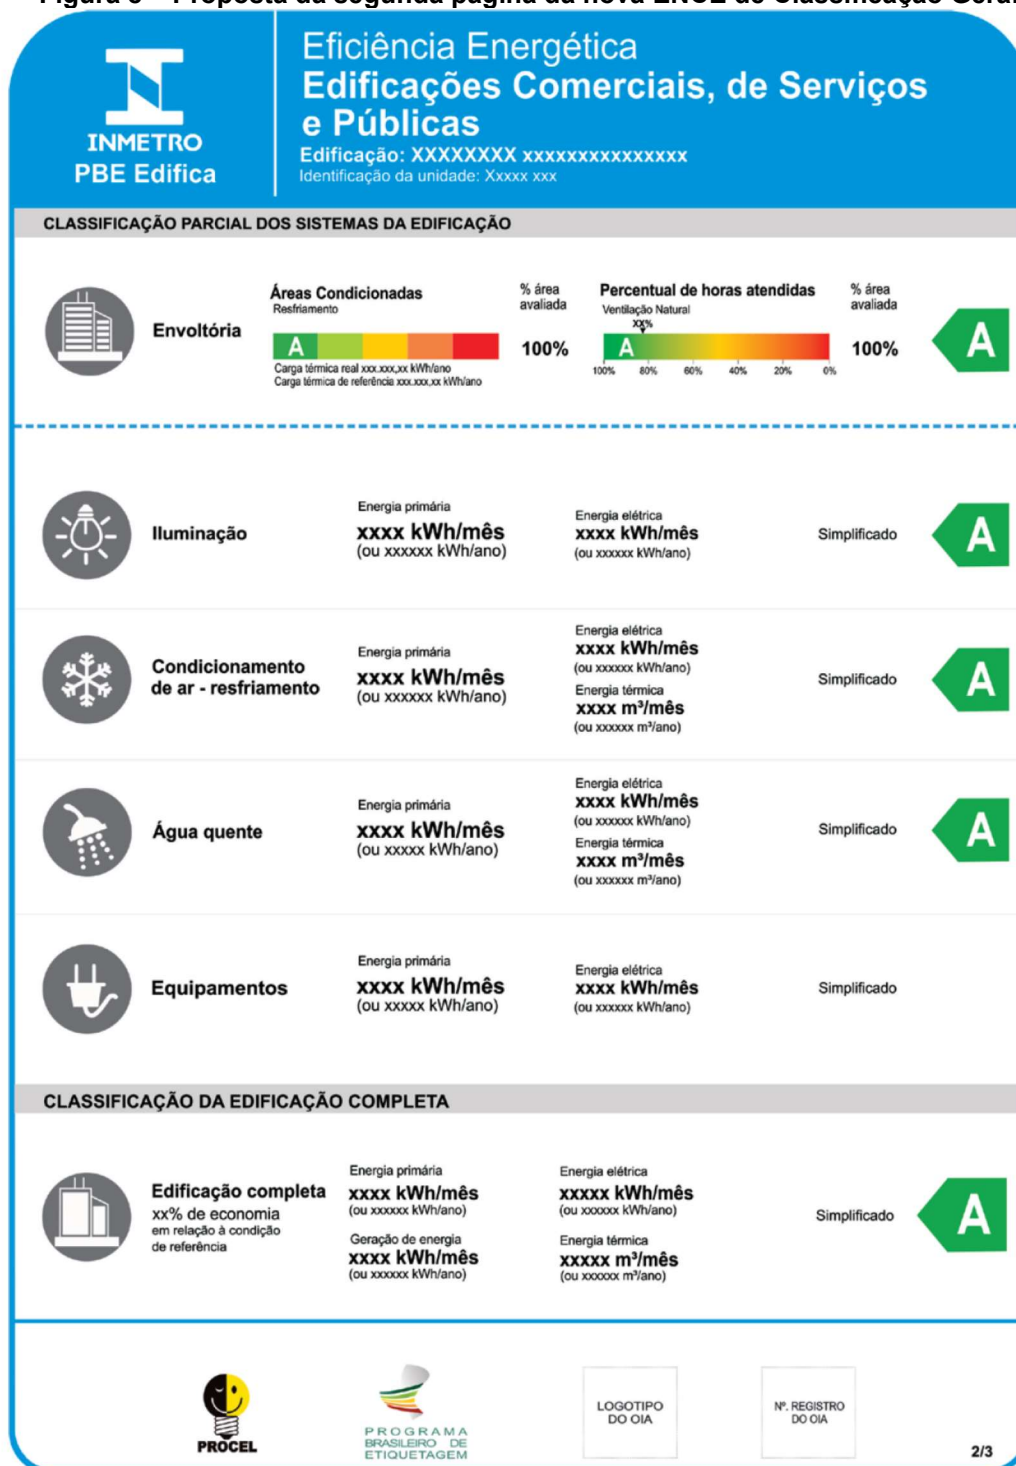 Figura 3 – Proposta da segunda página da nova ENCE de Classificação Geral
INMETRO
PBE Edifica
Eficiência Energética
Edificações Comerciais, de Serviços
e Públicas
Edificação: XXXXXXXX xxxxxxxxxxxxxxx
Identificação da unidade: Xxxxx xxx
CLASSIFICAÇÃO PARCIAL DOS SISTEMAS DA EDIFICAÇÃO
Envoltória
Áreas Condicionadas
Resfriamento
A
Carga térmica real xxx.xxx,xx kWh/ano
Carga térmica de referência xxx.xxx,xx kWh/ano
% área
avaliada
100%
Percentual de horas atendidas
Ventilação Natural
XX%
A
100% 80% 60% 40% 20% 0%
% área
avaliada
100%
A
Iluminação
Energia primária
xxxx kWh/mês
(ou xxxxxx kWh/ano)
Energia elétrica
xxxx kWh/mês
(ou xxxxxx kWh/ano)
Simplificado
A
Condicionamento
de ar - resfriamento
Energia primária
xxxx kWh/mês
(ou xxxxxx kWh/ano)
Energia elétrica
xxxx kWh/mês
(ou xxxxxx kWh/ano)
Energia térmica
xxxx m³/mês
(ou xxxxxx m³/ano)
Simplificado
A
Água quente
Energia primária
xxxx kWh/mês
(ou xxxxx kWh/ano)
Energia elétrica
xxxx kWh/mês
(ou xxxxxx kWh/ano)
Energia térmica
xxxx m³/mês
(ou xxxxxx m³/ano)
Simplificado
A
Equipamentos
Energia primária
xxxx kWh/mês
(ou xxxxx kWh/ano)
Energia elétrica
xxxx kWh/mês
(ou xxxxxx kWh/ano)
Simplificado
CLASSIFICAÇÃO DA EDIFICAÇÃO COMPLETA
Edificação completa
xx% de economia
em relação à condição
de referência
Energia primária
xxxx kWh/mês
(ou xxxxxx kWh/ano)
Geração de energia
xxxx kWh/mês
(ou xxxxxx kWh/ano)
Energia elétrica
xxxxx kWh/mês
(ou xxxxxx kWh/ano)
Energia térmica
xxxxx m³/mês
(ou xxxxxx m³/ano)
Simplificado
A
PROCEL
PROGRAMA
BRASILEIRO DE
ETIQUETAGEM
LOGOTIPO
DO OIA
Nº. REGISTRO
DO OIA
2/3